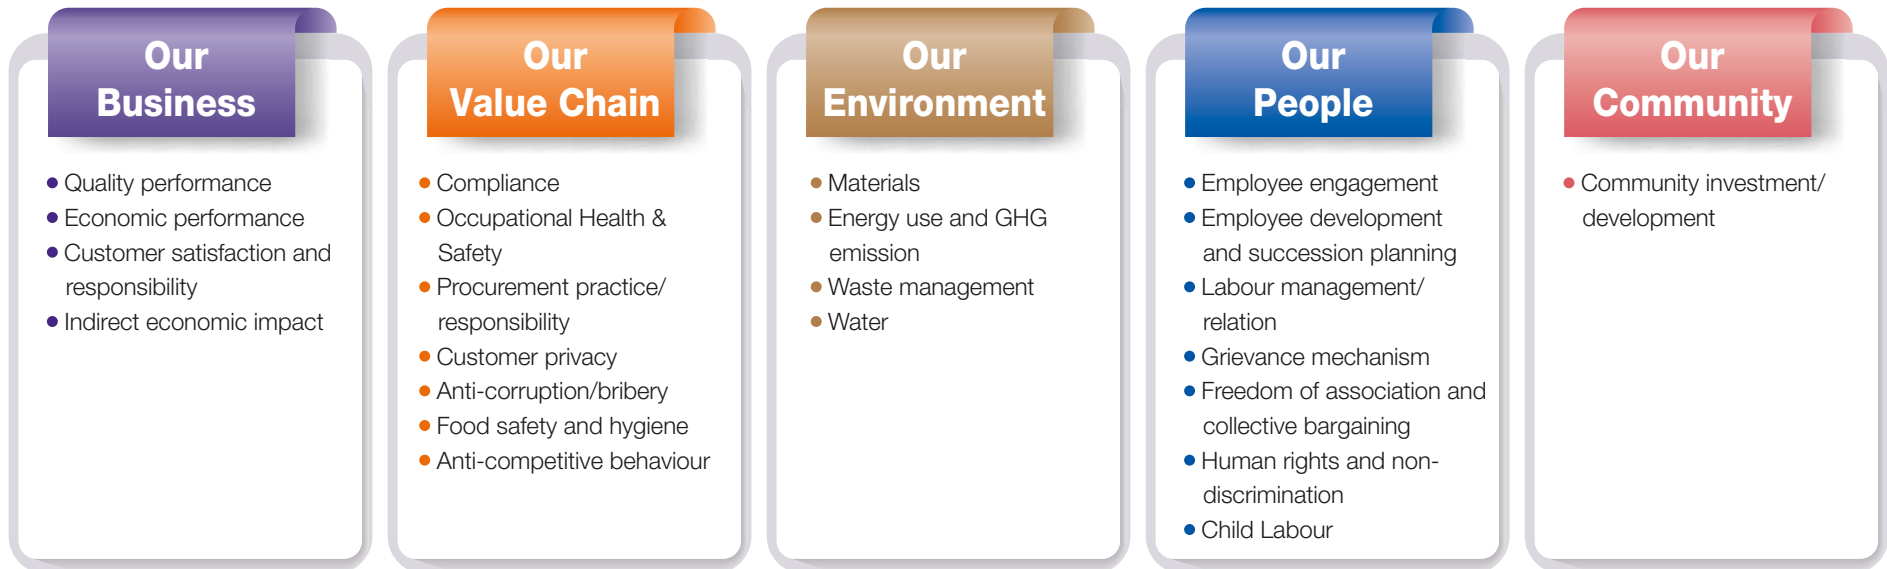 Our
Business
• Quality performance
• Economic performance
• Customer satisfaction and
responsibility
• Indirect economic impact
Our
Value Chain
• Compliance
• Occupational Health &
Safety
• Procurement practice/
responsibility
• Customer privacy
• Anti-corruption/bribery
• Food safety and hygiene
• Anti-competitive behaviour
Our
Environment
• Materials
• Energy use and GHG
emission
• Waste management
• Water
Our
People
• Employee engagement
• Employee development
and succession planning
• Labour management/
relation
• Grievance mechanism
• Freedom of association and
collective bargaining
• Human rights and non-
discrimination
• Child Labour
Our
Community
• Community investment/
development